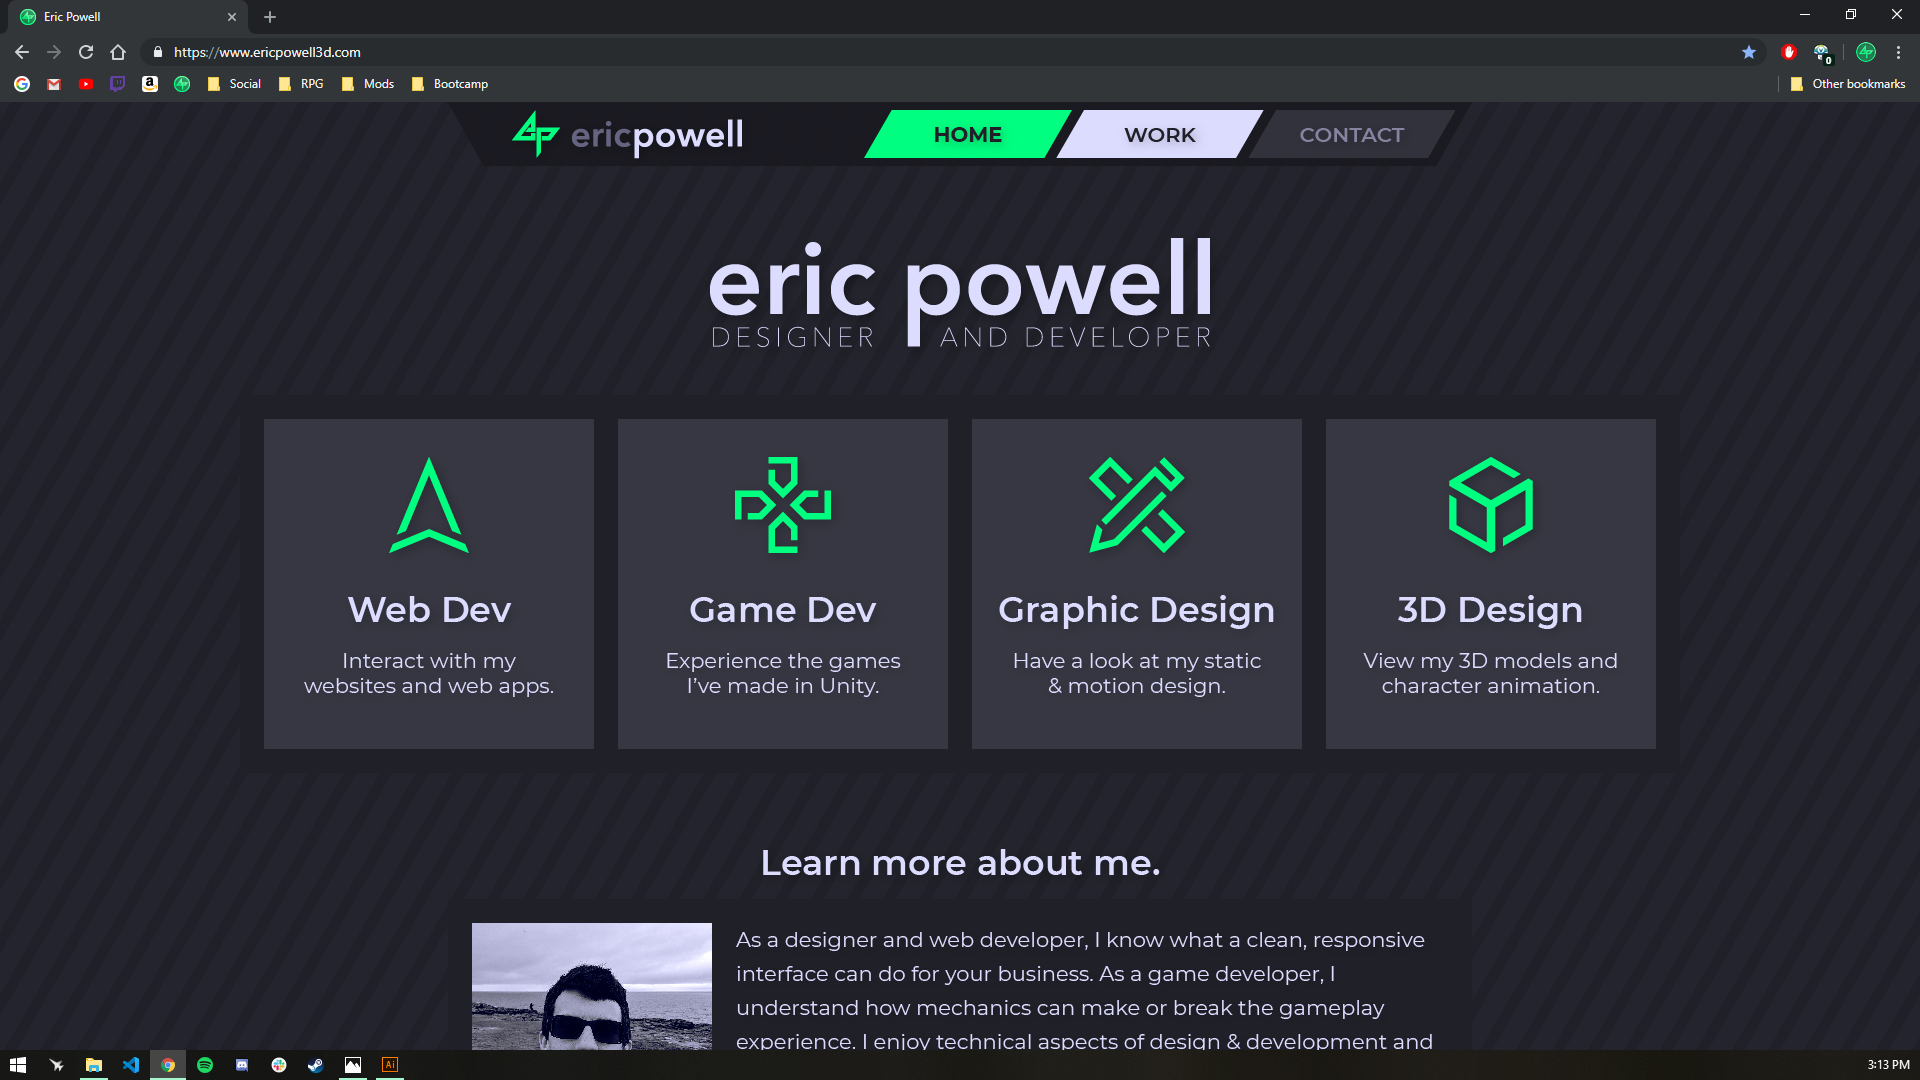 Eric Powell
https://www.ericpowell3d.com
0
Social
RPG
Mods
Bootcamp
Other bookmarks
ericpowell
HOME
WORK
CONTACT
eric powell
DESIGNER AND DEVELOPER
Web Dev
Interact with my
websites and web apps.
Game Dev
Experience the games
I’ve made in Unity.
Graphic Design
Have a look at my static
& motion design.
3D Design
View my 3D models and
character animation.
Learn more about me.
As a designer and web developer, I know what a clean, responsive
interface can do for your business. As a game developer, I
understand how mechanics can make or break the gameplay
experience. I enjoy technical aspects of design & development and
Ai
3:13 PM